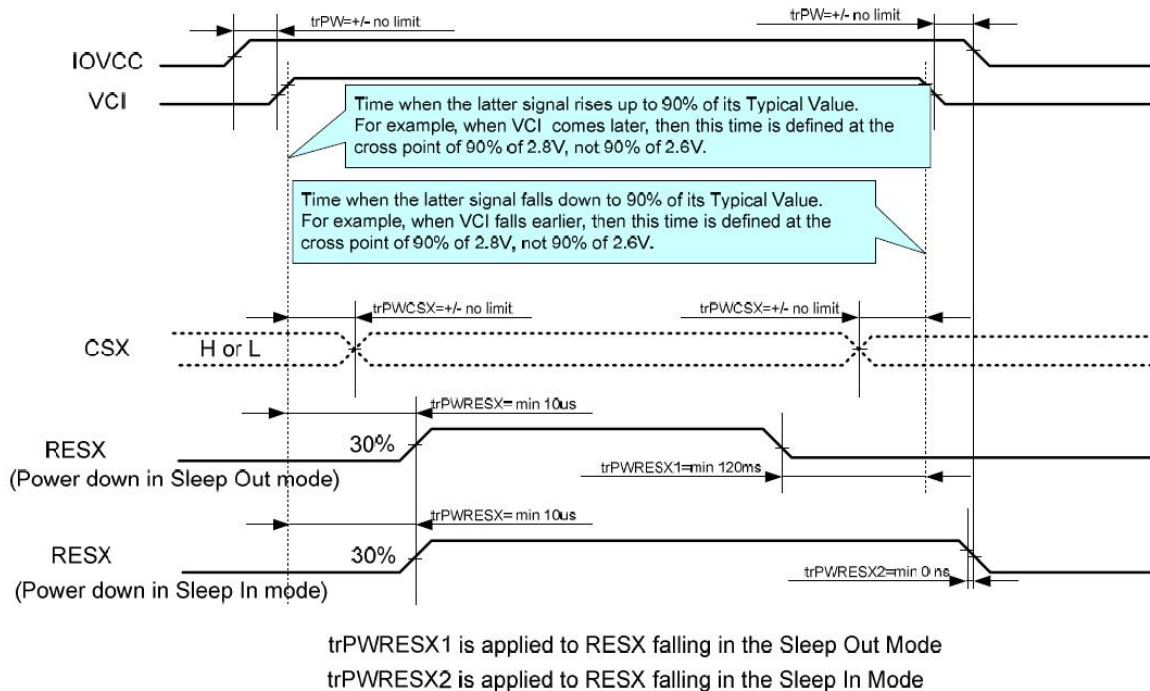 trPW=+/- no limit
trPW=+/- no limit
IOVCC
VCI
Time when the latter signal rises up to 90% of its Typical Value.
For example, when VCI comes later, then this time is defined at the
cross point of 90% of 2.8V, not 90% of 2.6V.
Time when the latter signal falls down to 90% of its Typical Value.
For example, when VCI falls earlier, then this time is defined at the
cross point of 90% of 2.8V, not 90% of 2.6V.
trPWCSX=+/- no limit
trPWCSX=+/- no limit
CSX
H or L
trPWRESX= min 10us
RESX
30%
(Power down in Sleep Out mode)
trPWRESX1=min 120ms
trPWRESX= min 10us
RESX
30%
(Power down in Sleep In mode)
trPWRESX2=min 0 ns
trPWRESX1 is applied to RESX falling in the Sleep Out Mode
trPWRESX2 is applied to RESX falling in the Sleep In Mode